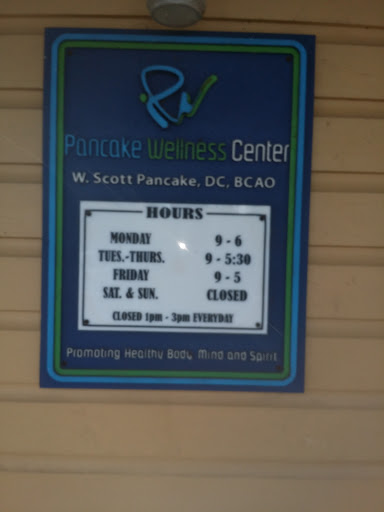 PW
Pancake Wellness Center
W. Scott Pancake, DC, BCAO
HOURS
MONDAY 9 - 6
TUES.-THURS. 9 - 5:30
FRIDAY 9 - 5
SAT. & SUN. CLOSED
CLOSED 1pm - 3pm EVERYDAY
Promoting Healthy Body, Mind and Spirit